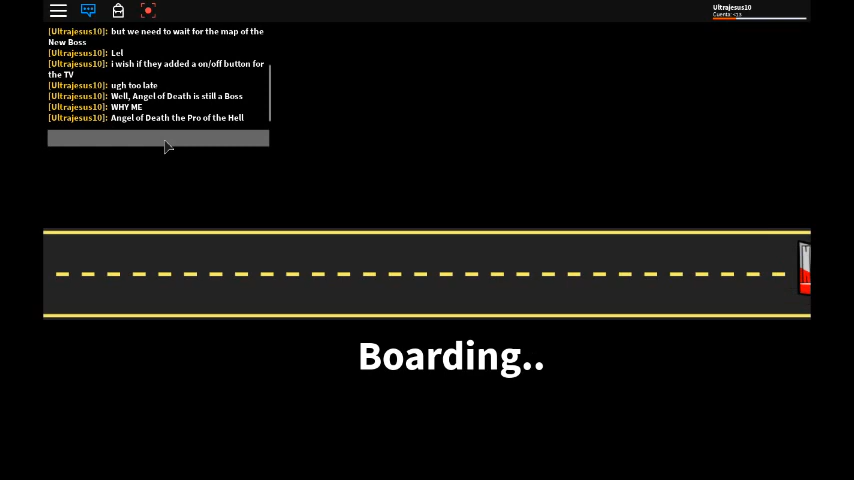 Ultrajesus10
Cuenta: <13
[Ultrajesus10]: but we need to wait for the map of the
New Boss
[Ultrajesus10]: Lel
[Ultrajesus10]: i wish if they added a on/off button for
the TV
[Ultrajesus10]: ugh too late
[Ultrajesus10]: Well, Angel of Death is still a Boss
[Ultrajesus10]: WHY ME
[Ultrajesus10]: Angel of Death the Pro of the Hell
Boarding..